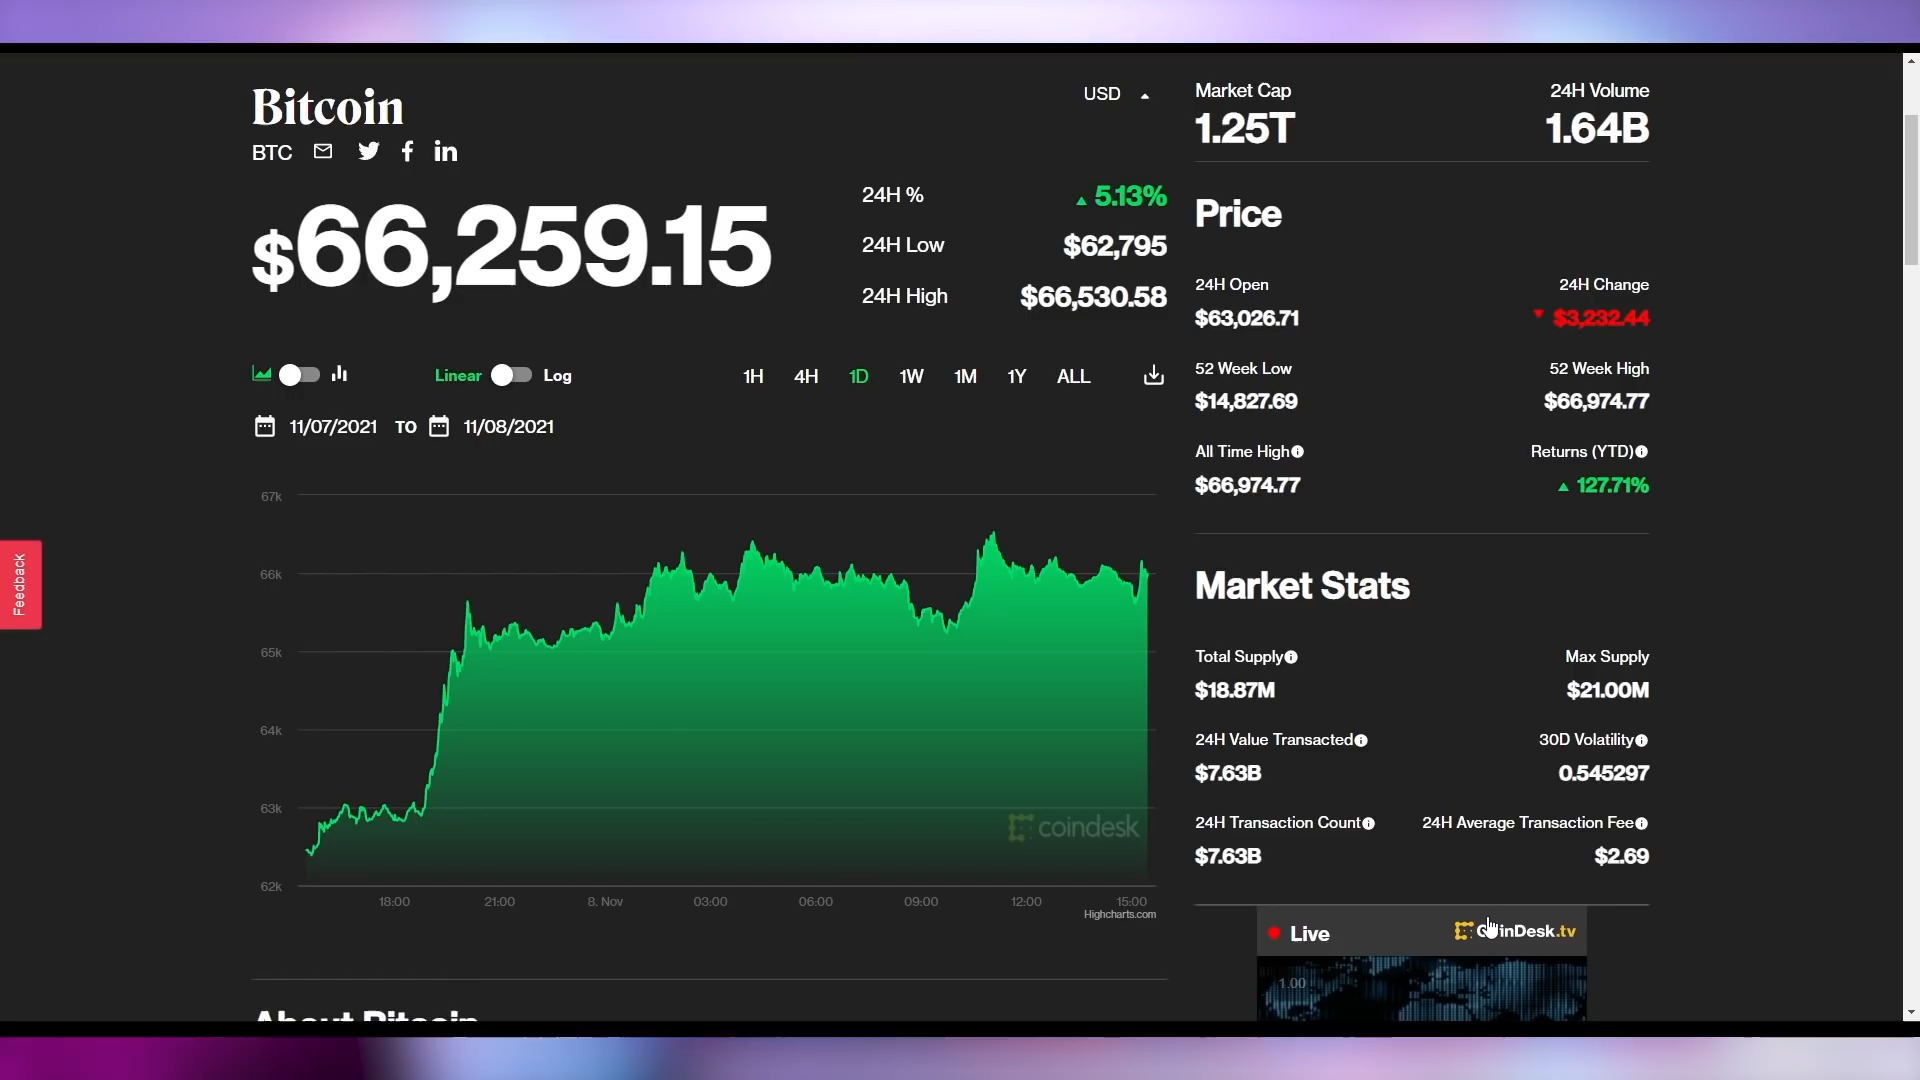 Bitcoin
BTC
USD
$66,259.15
24H % 5.13%
24H Low $62,795
24H High $66,530.58
Linear Log
1H 4H 1D 1W 1M 1Y ALL
11/07/2021 TO 11/08/2021
67k
66k
65k
64k
63k
62k
coindesk
18:00 21:00 8. Nov 03:00 06:00 09:00 12:00 15:00
Highcharts.com
About Bitcoin
Feedback
Market Cap 24H Volume
1.25T 1.64B
Price
24H Open 24H Change
$63,026.71 $3,232.44
52 Week Low 52 Week High
$14,827.69 $66,974.77
All Time High Returns (YTD)
$66,974.77 127.71%
Market Stats
Total Supply Max Supply
$18.87M $21.00M
24H Value Transacted 30D Volatility
$7.63B 0.545297
24H Transaction Count 24H Average Transaction Fee
$7.63B $2.69
Live CoinDesk.tv
1.00